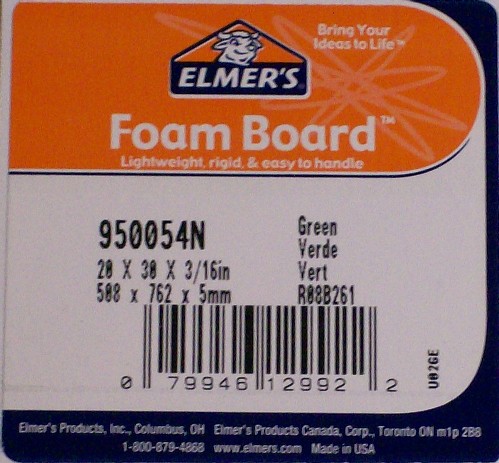 Bring Your
Ideas to Life™
ELMER'S
Foam Board™
Lightweight, rigid, & easy to handle
950054N
Green
Verde
20 X 30 X 3/16in
Vert
508 x 762 x 5mm
R08B261
0 79946 12992 2
U02GE
Elmer's Products, Inc., Columbus, OH Elmer's Products Canada, Corp., Toronto ON m1p 2B8
1-800-879-4868 www.elmers.com Made in USA